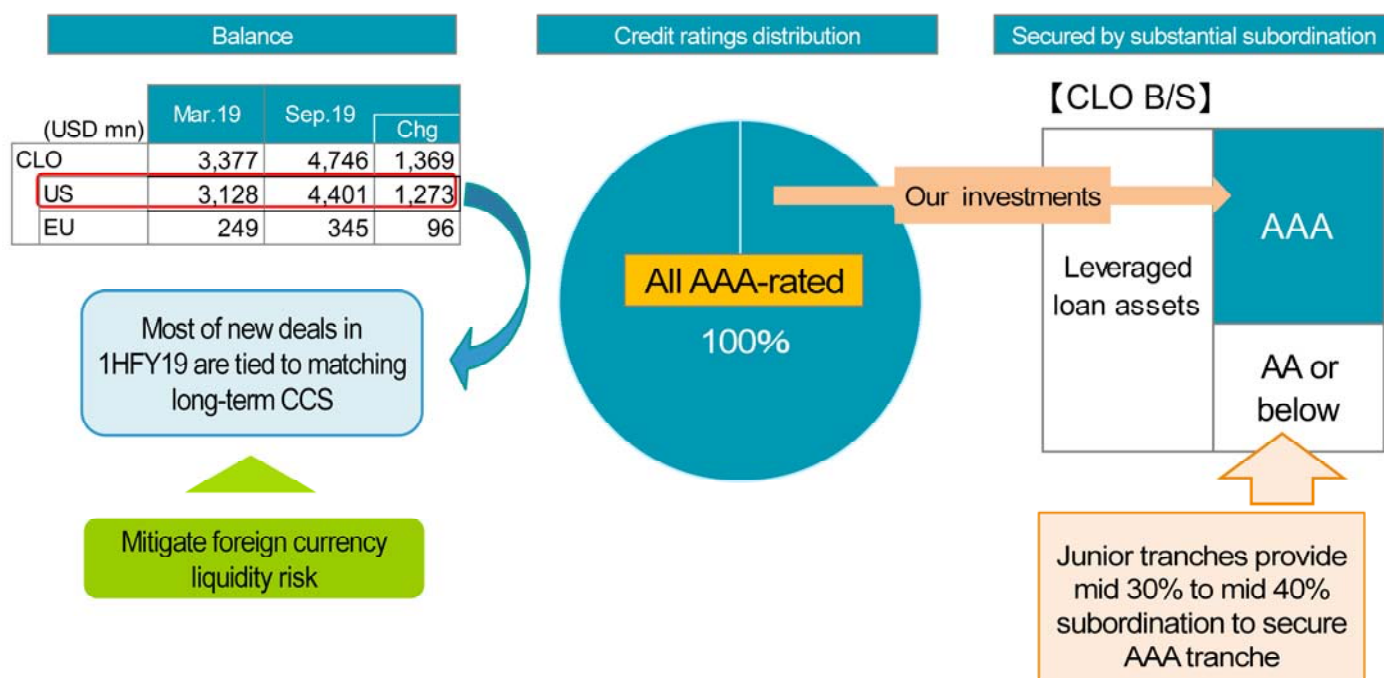 Balance
Credit ratings distribution
Secured by substantial subordination
(USD mn) Mar.19 Sep.19 Chg
CLO 3,377 4,746 1,369
US 3,128 4,401 1,273
EU 249 345 96
Most of new deals in
1HFY19 are tied to matching
long-term CCS
Mitigate foreign currency
liquidity risk
All AAA-rated
100%
Our investments
【CLO B/S】
Leveraged
loan assets
AAA
AA or
below
Junior tranches provide
mid 30% to mid 40%
subordination to secure
AAA tranche